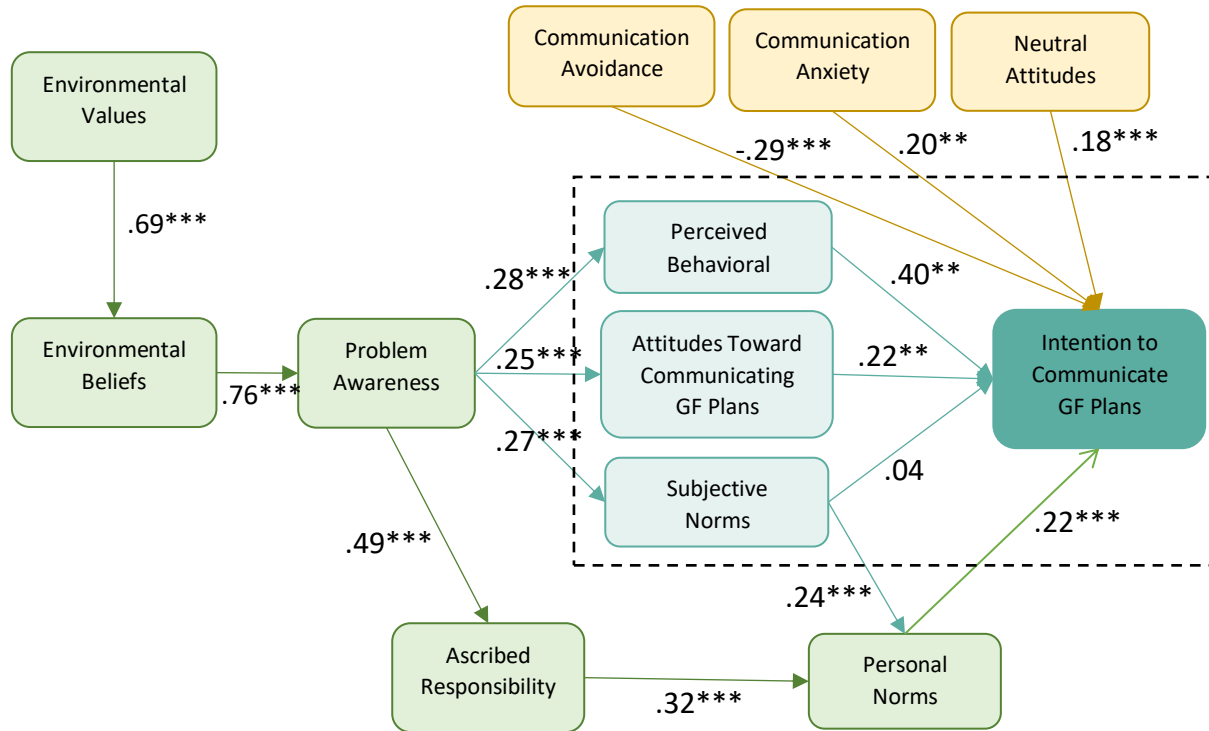 Communication
Avoidance
Communication
Anxiety
Neutral
Attitudes
Environmental
Values
-.29***
.20**
.18***
.69***
Perceived
Behavioral
.28***
.40**
Environmental
Beliefs
.76***
Problem
Awareness
.25***
Attitudes Toward
Communicating
GF Plans
.22**
Intention to
Communicate
GF Plans
.27***
Subjective
Norms
.04
.49***
.24***
.22***
Ascribed
Responsibility
.32***
Personal
Norms